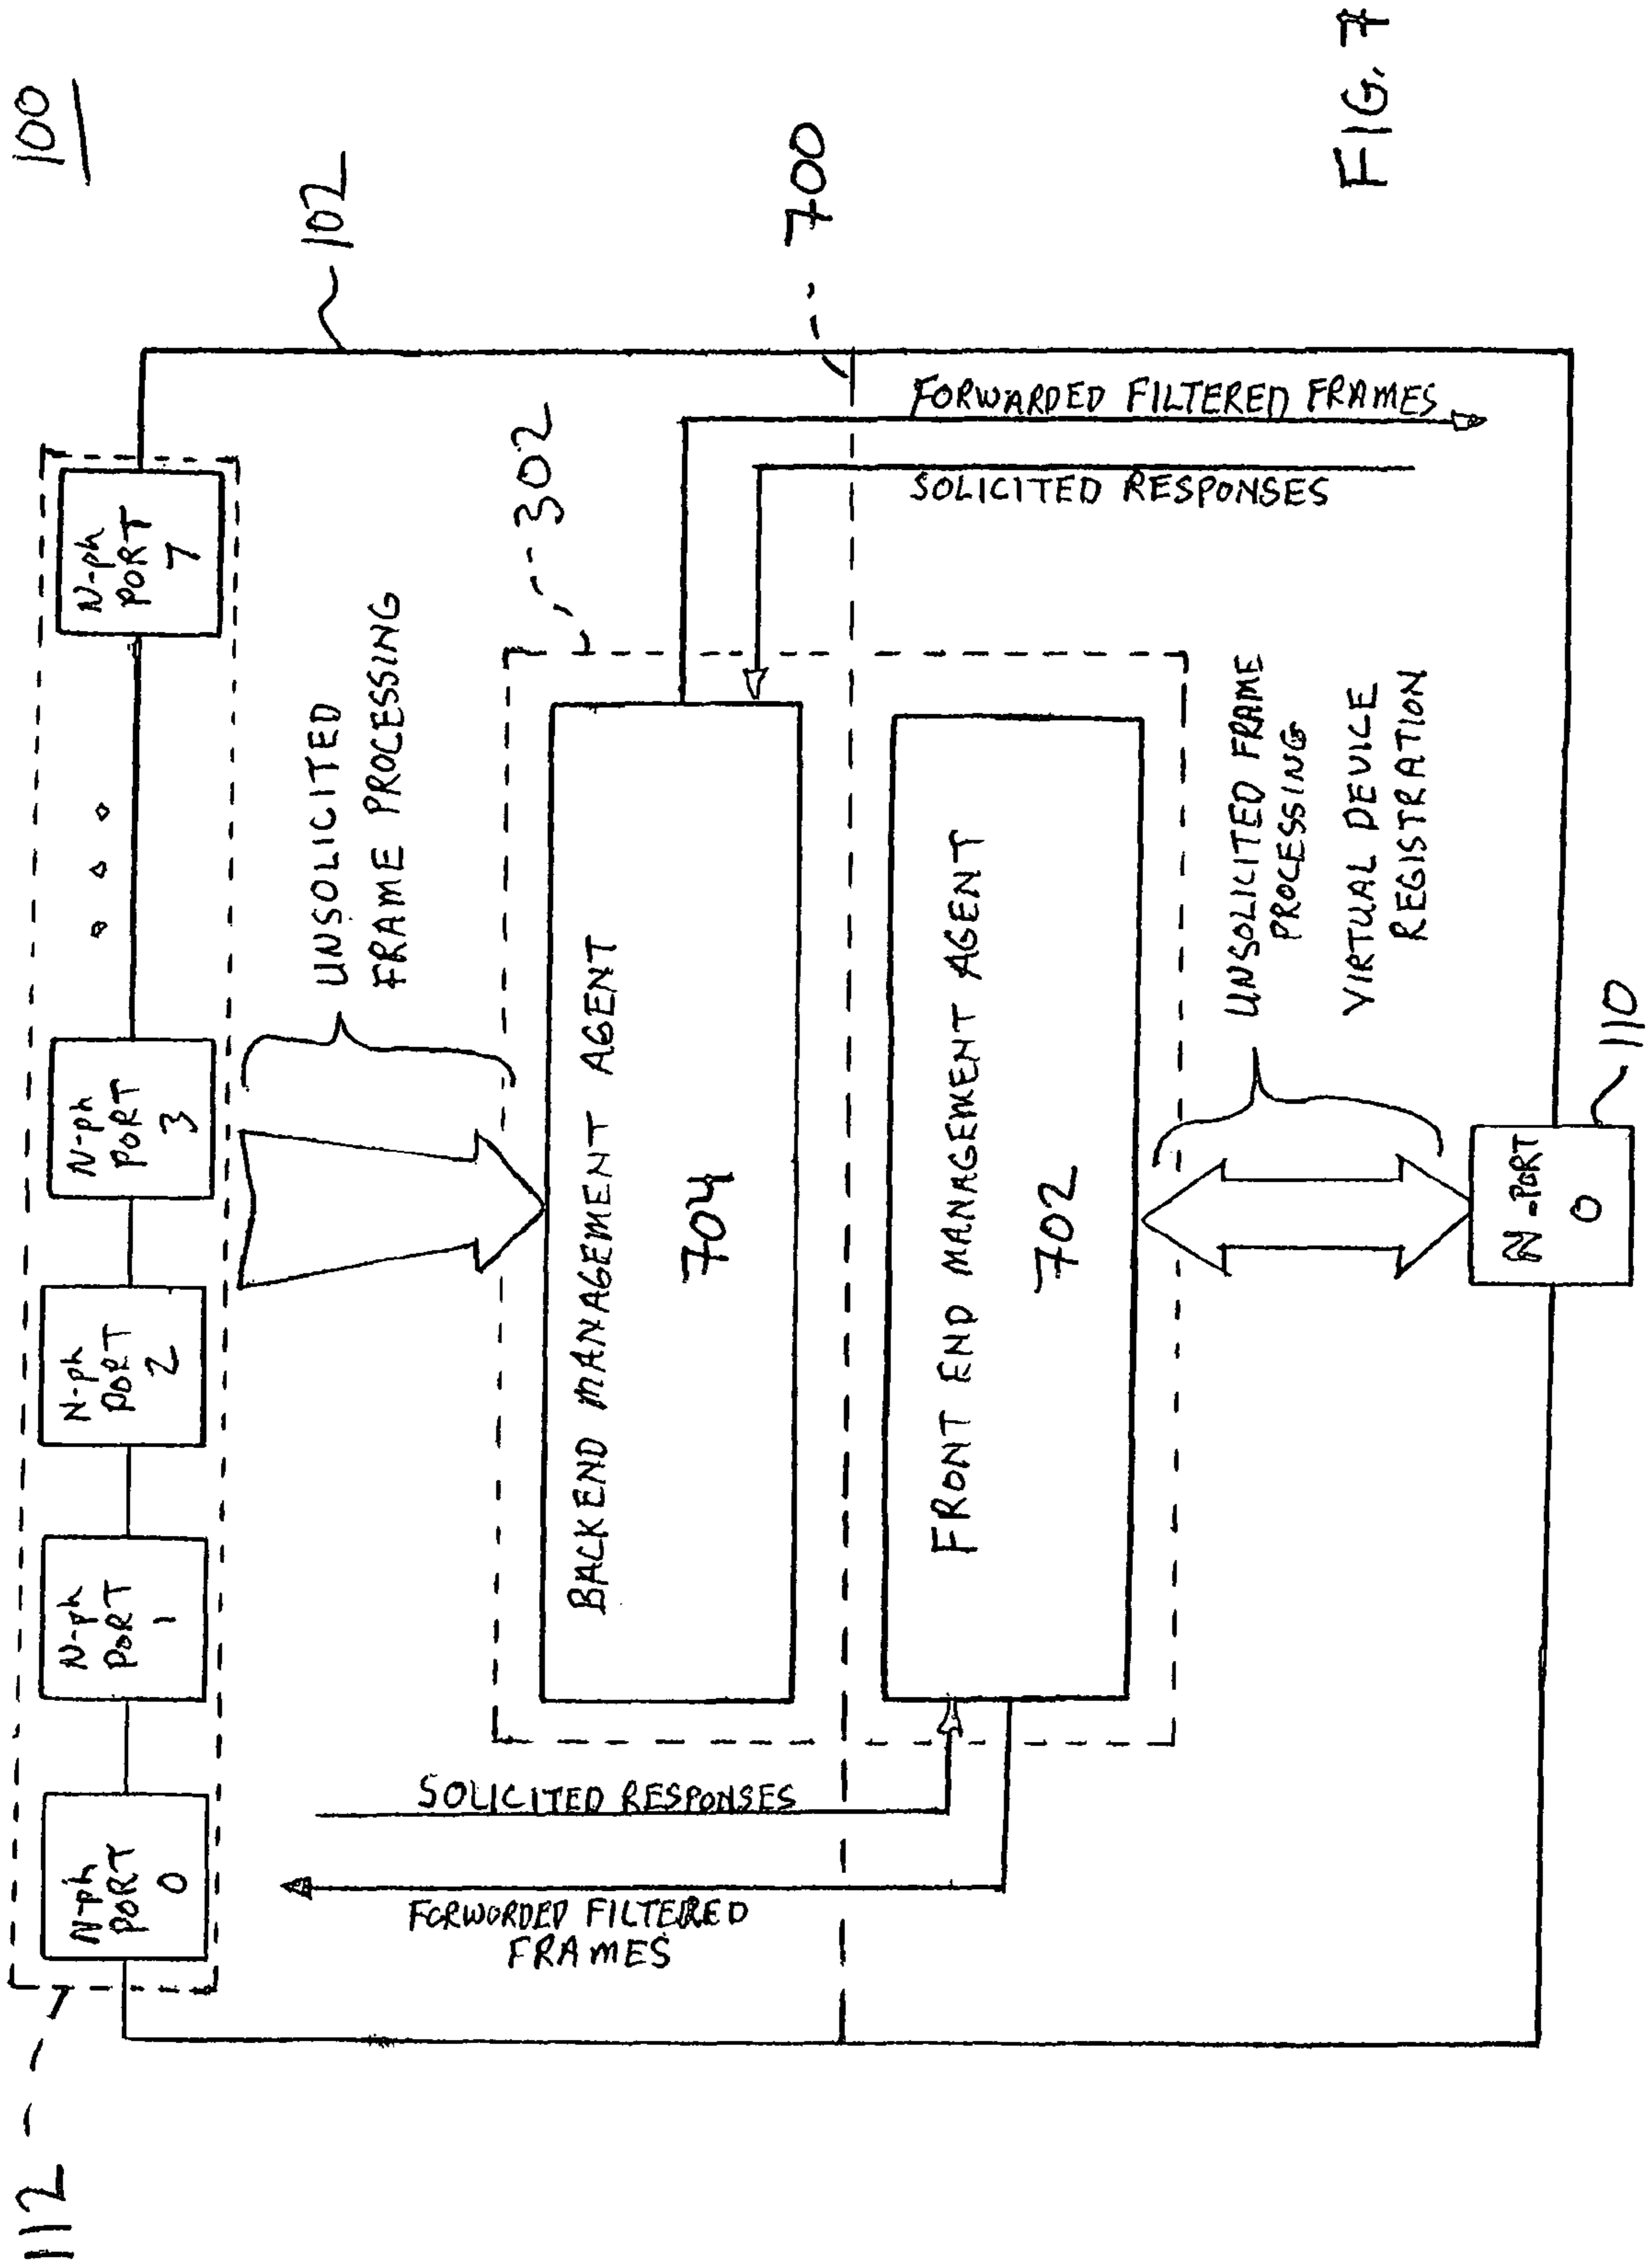 100
102
112
N-ph
PORT
0
N-ph
PORT
1
N-ph
PORT
2
N-ph
PORT
3
N-ph
PORT
7
UNSOLICITED
FRAME PROCESSING
302
700
BACKEND MANAGEMENT AGENT
704
FRONT END MANAGEMENT AGENT
702
SOLICITED RESPONSES
FORWORDED FILTERED
FRAMES
FORWARDED FILTERED FRAMES
SOLICITED RESPONSES
UNSOLICITED FRAME
PROCESSING
VIRTUAL DEVICE
REGISTRATION
N-PORT
0
110
FIG. 7